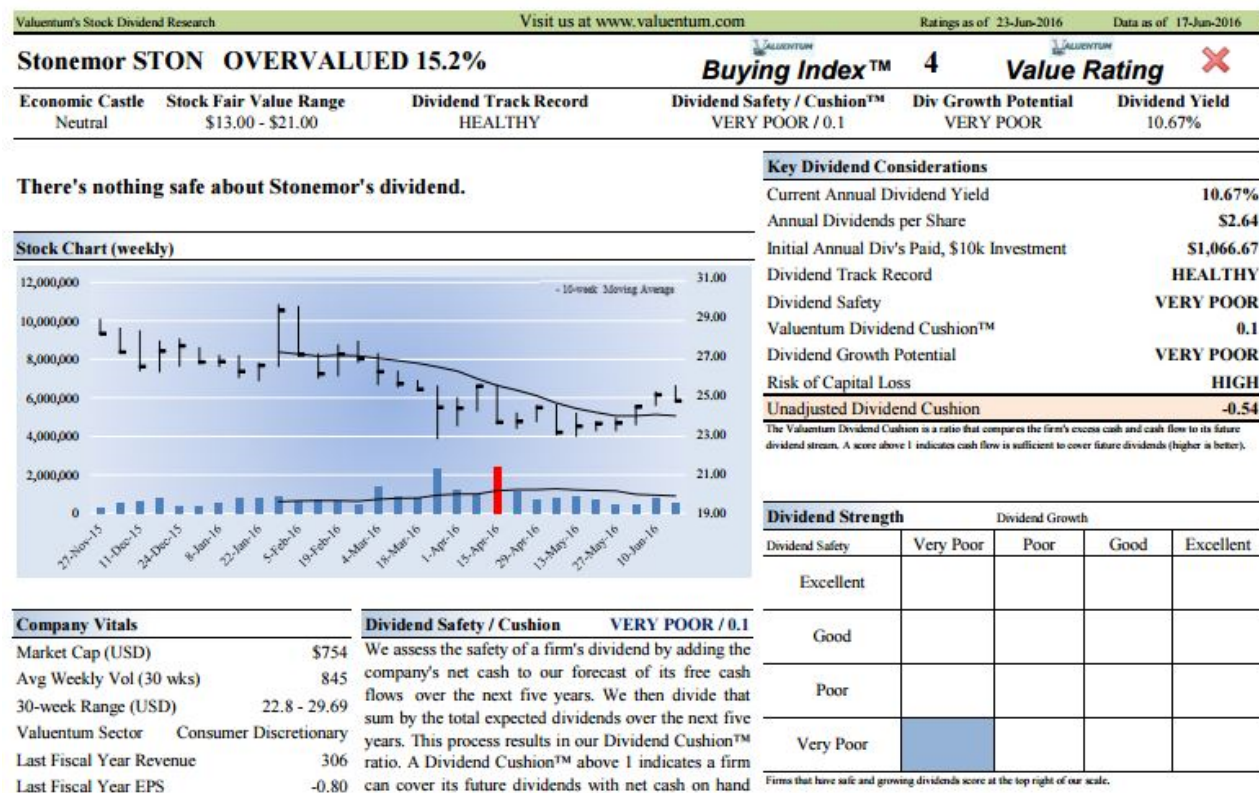 Valuentum's Stock Dividend Research Visit us at www.valuentum.com Ratings as of 23-Jun-2016 Data as of 17-Jun-2016
Stonemor STON OVERVALUED 15.2%
VALUENTUM
Buying Index™ 4
VALUENTUM
Value Rating
Economic Castle Stock Fair Value Range Dividend Track Record Dividend Safety / Cushion™ Div Growth Potential Dividend Yield
Neutral $13.00 - $21.00 HEALTHY VERY POOR / 0.1 VERY POOR 10.67%
There's nothing safe about Stonemor's dividend.
Stock Chart (weekly)
- 10-week Moving Average
12,000,000
10,000,000
8,000,000
6,000,000
4,000,000
2,000,000
0
31.00
29.00
27.00
25.00
23.00
21.00
19.00
27-Nov-15 11-Dec-15 24-Dec-15 8-Jan-16 22-Jan-16 5-Feb-16 19-Feb-16 4-Mar-16 18-Mar-16 1-Apr-16 15-Apr-16 29-Apr-16 13-May-16 27-May-16 10-Jun-16
Key Dividend Considerations
Current Annual Dividend Yield 10.67%
Annual Dividends per Share $2.64
Initial Annual Div's Paid, $10k Investment $1,066.67
Dividend Track Record HEALTHY
Dividend Safety VERY POOR
Valuentum Dividend Cushion™ 0.1
Dividend Growth Potential VERY POOR
Risk of Capital Loss HIGH
Unadjusted Dividend Cushion -0.54
The Valuentum Dividend Cushion is a ratio that compares the firm's excess cash and cash flow to its future
dividend stream. A score above 1 indicates cash flow is sufficient to cover future dividends (higher is better).
Dividend Strength Dividend Growth
Dividend Safety Very Poor Poor Good Excellent
Excellent
Good
Poor
Very Poor
Firms that have safe and growing dividends score at the top right of our scale.
Company Vitals
Market Cap (USD) $754
Avg Weekly Vol (30 wks) 845
30-week Range (USD) 22.8 - 29.69
Valuentum Sector Consumer Discretionary
Last Fiscal Year Revenue 306
Last Fiscal Year EPS -0.80
Dividend Safety / Cushion VERY POOR / 0.1
We assess the safety of a firm's dividend by adding the
company's net cash to our forecast of its free cash
flows over the next five years. We then divide that
sum by the total expected dividends over the next five
years. This process results in our Dividend Cushion™
ratio. A Dividend Cushion™ above 1 indicates a firm
can cover its future dividends with net cash on hand